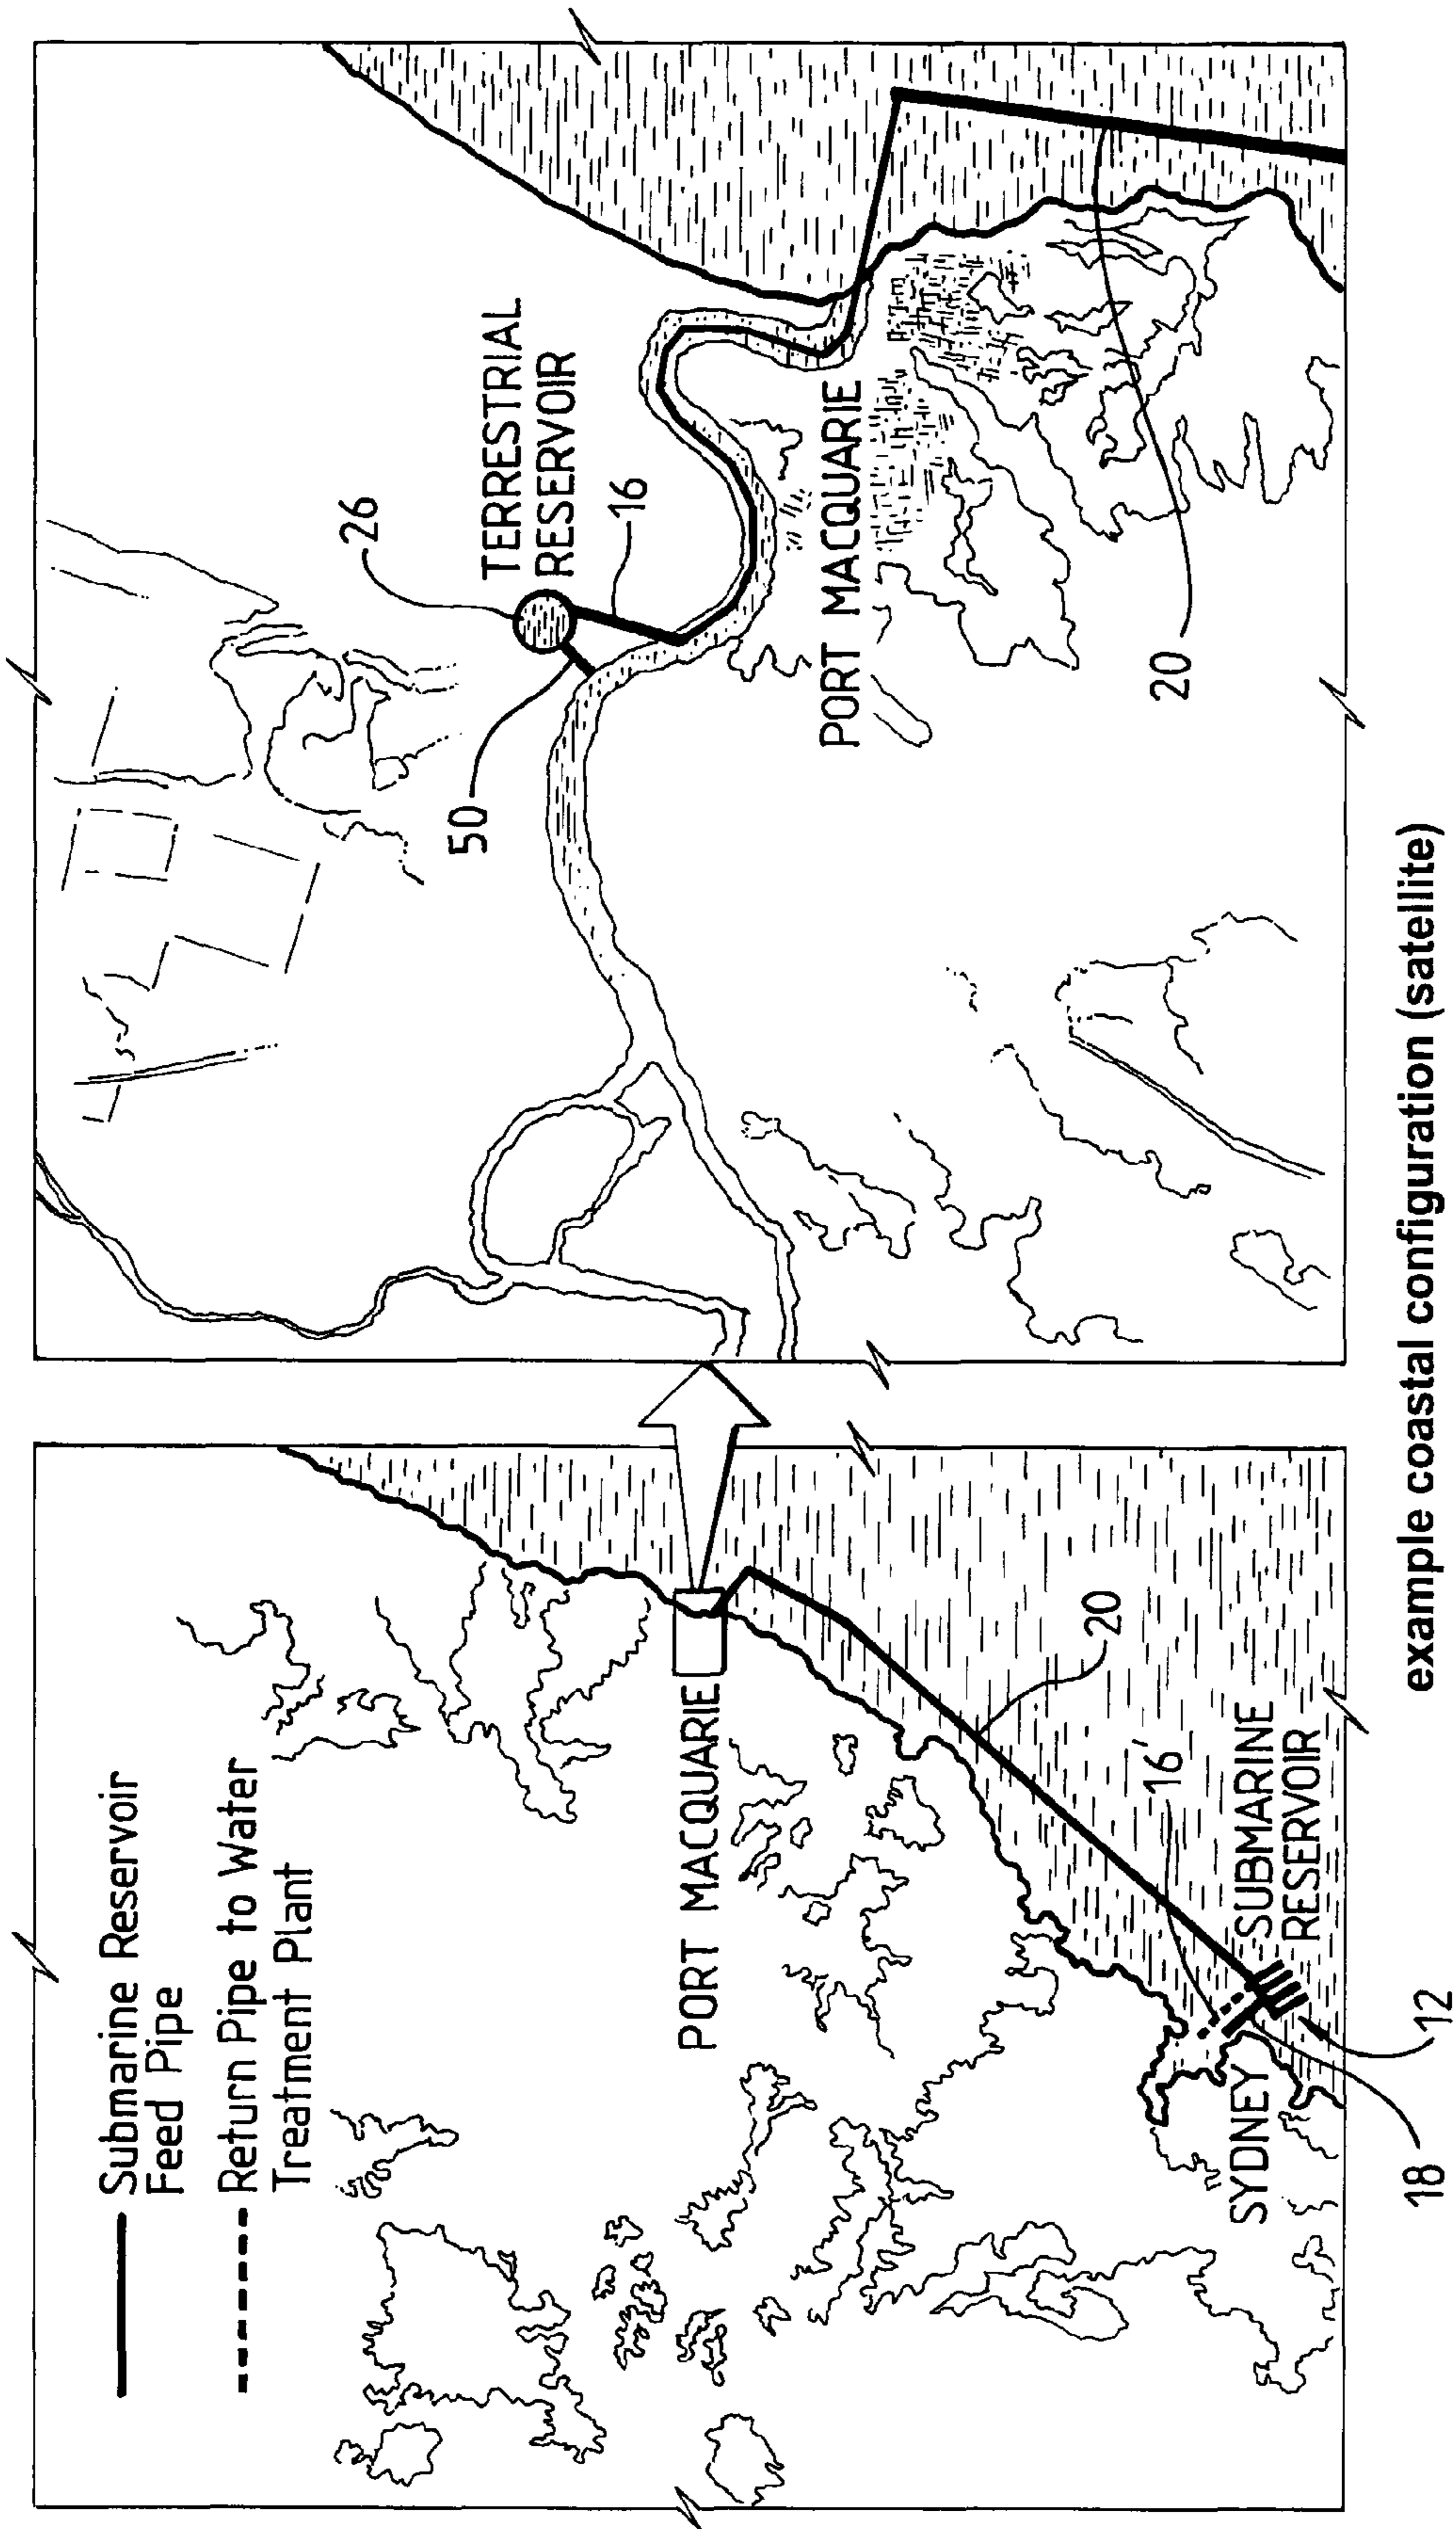 Submarine Reservoir
Feed Pipe
Return Pipe to Water
Treatment Plant
PORT MACQUARIE
20
16'
SUBMARINE
RESERVOIR
SYDNEY
18
12
26
TERRESTRIAL
RESERVOIR
16
50
PORT MACQUARIE
20
example coastal configuration (satellite)